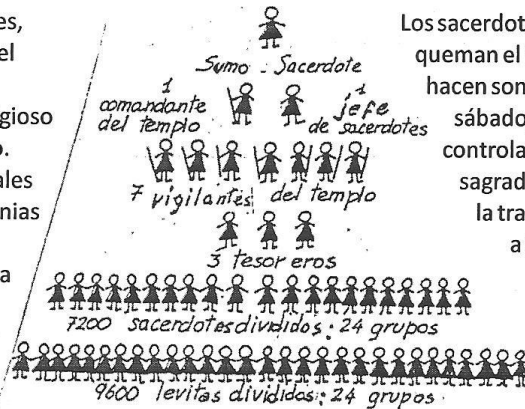 es,
el
gioso
o.
ales
nias
a
Sumo - Sacerdote
1 comandante del templo
1 jefe de sacerdotes
7 vigilantes del templo
3 tesoreros
7200 sacerdotes divididos: 24 grupos
9600 levitas divididos: 24 grupos
Los sacerdot
queman el
hacen son
sábado
controla
sagrad
la tra
a